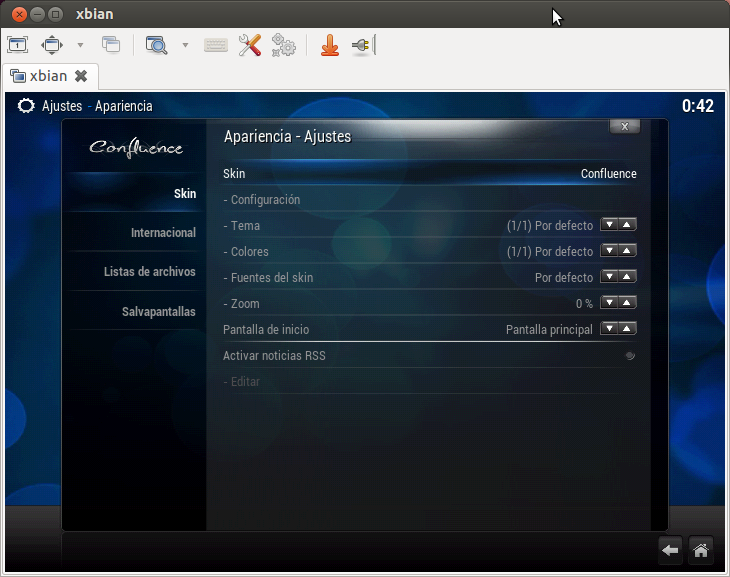 xbian
xbian
Ajustes - Apariencia
0:42
Confluence
Skin
Internacional
Listas de archivos
Salvapantallas
Apariencia - Ajustes
X
Skin Confluence
- Configuración
- Tema (1/1) Por defecto
- Colores (1/1) Por defecto
- Fuentes del skin Por defecto
- Zoom 0 %
Pantalla de inicio Pantalla principal
Activar noticias RSS
- Editar